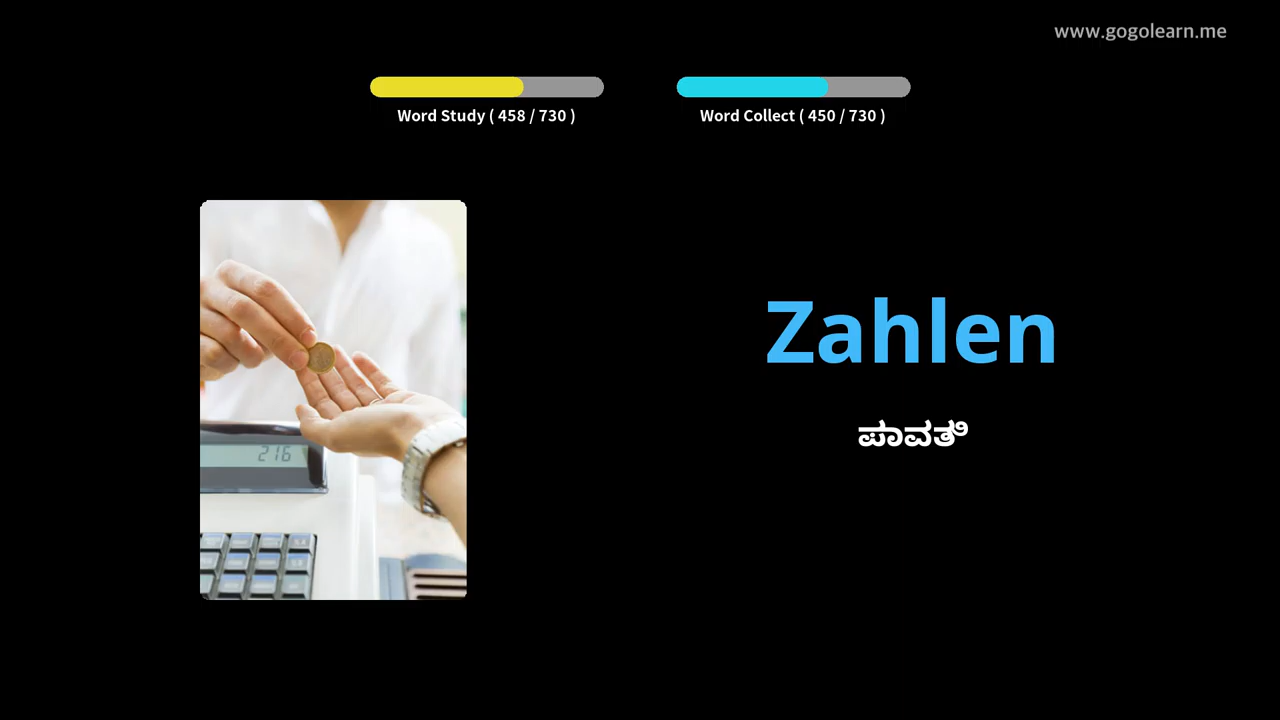 www.gogolearn.me
Word Study ( 458 / 730 )
Word Collect ( 450 / 730 )
216
Zahlen
ಪಾವತಿ